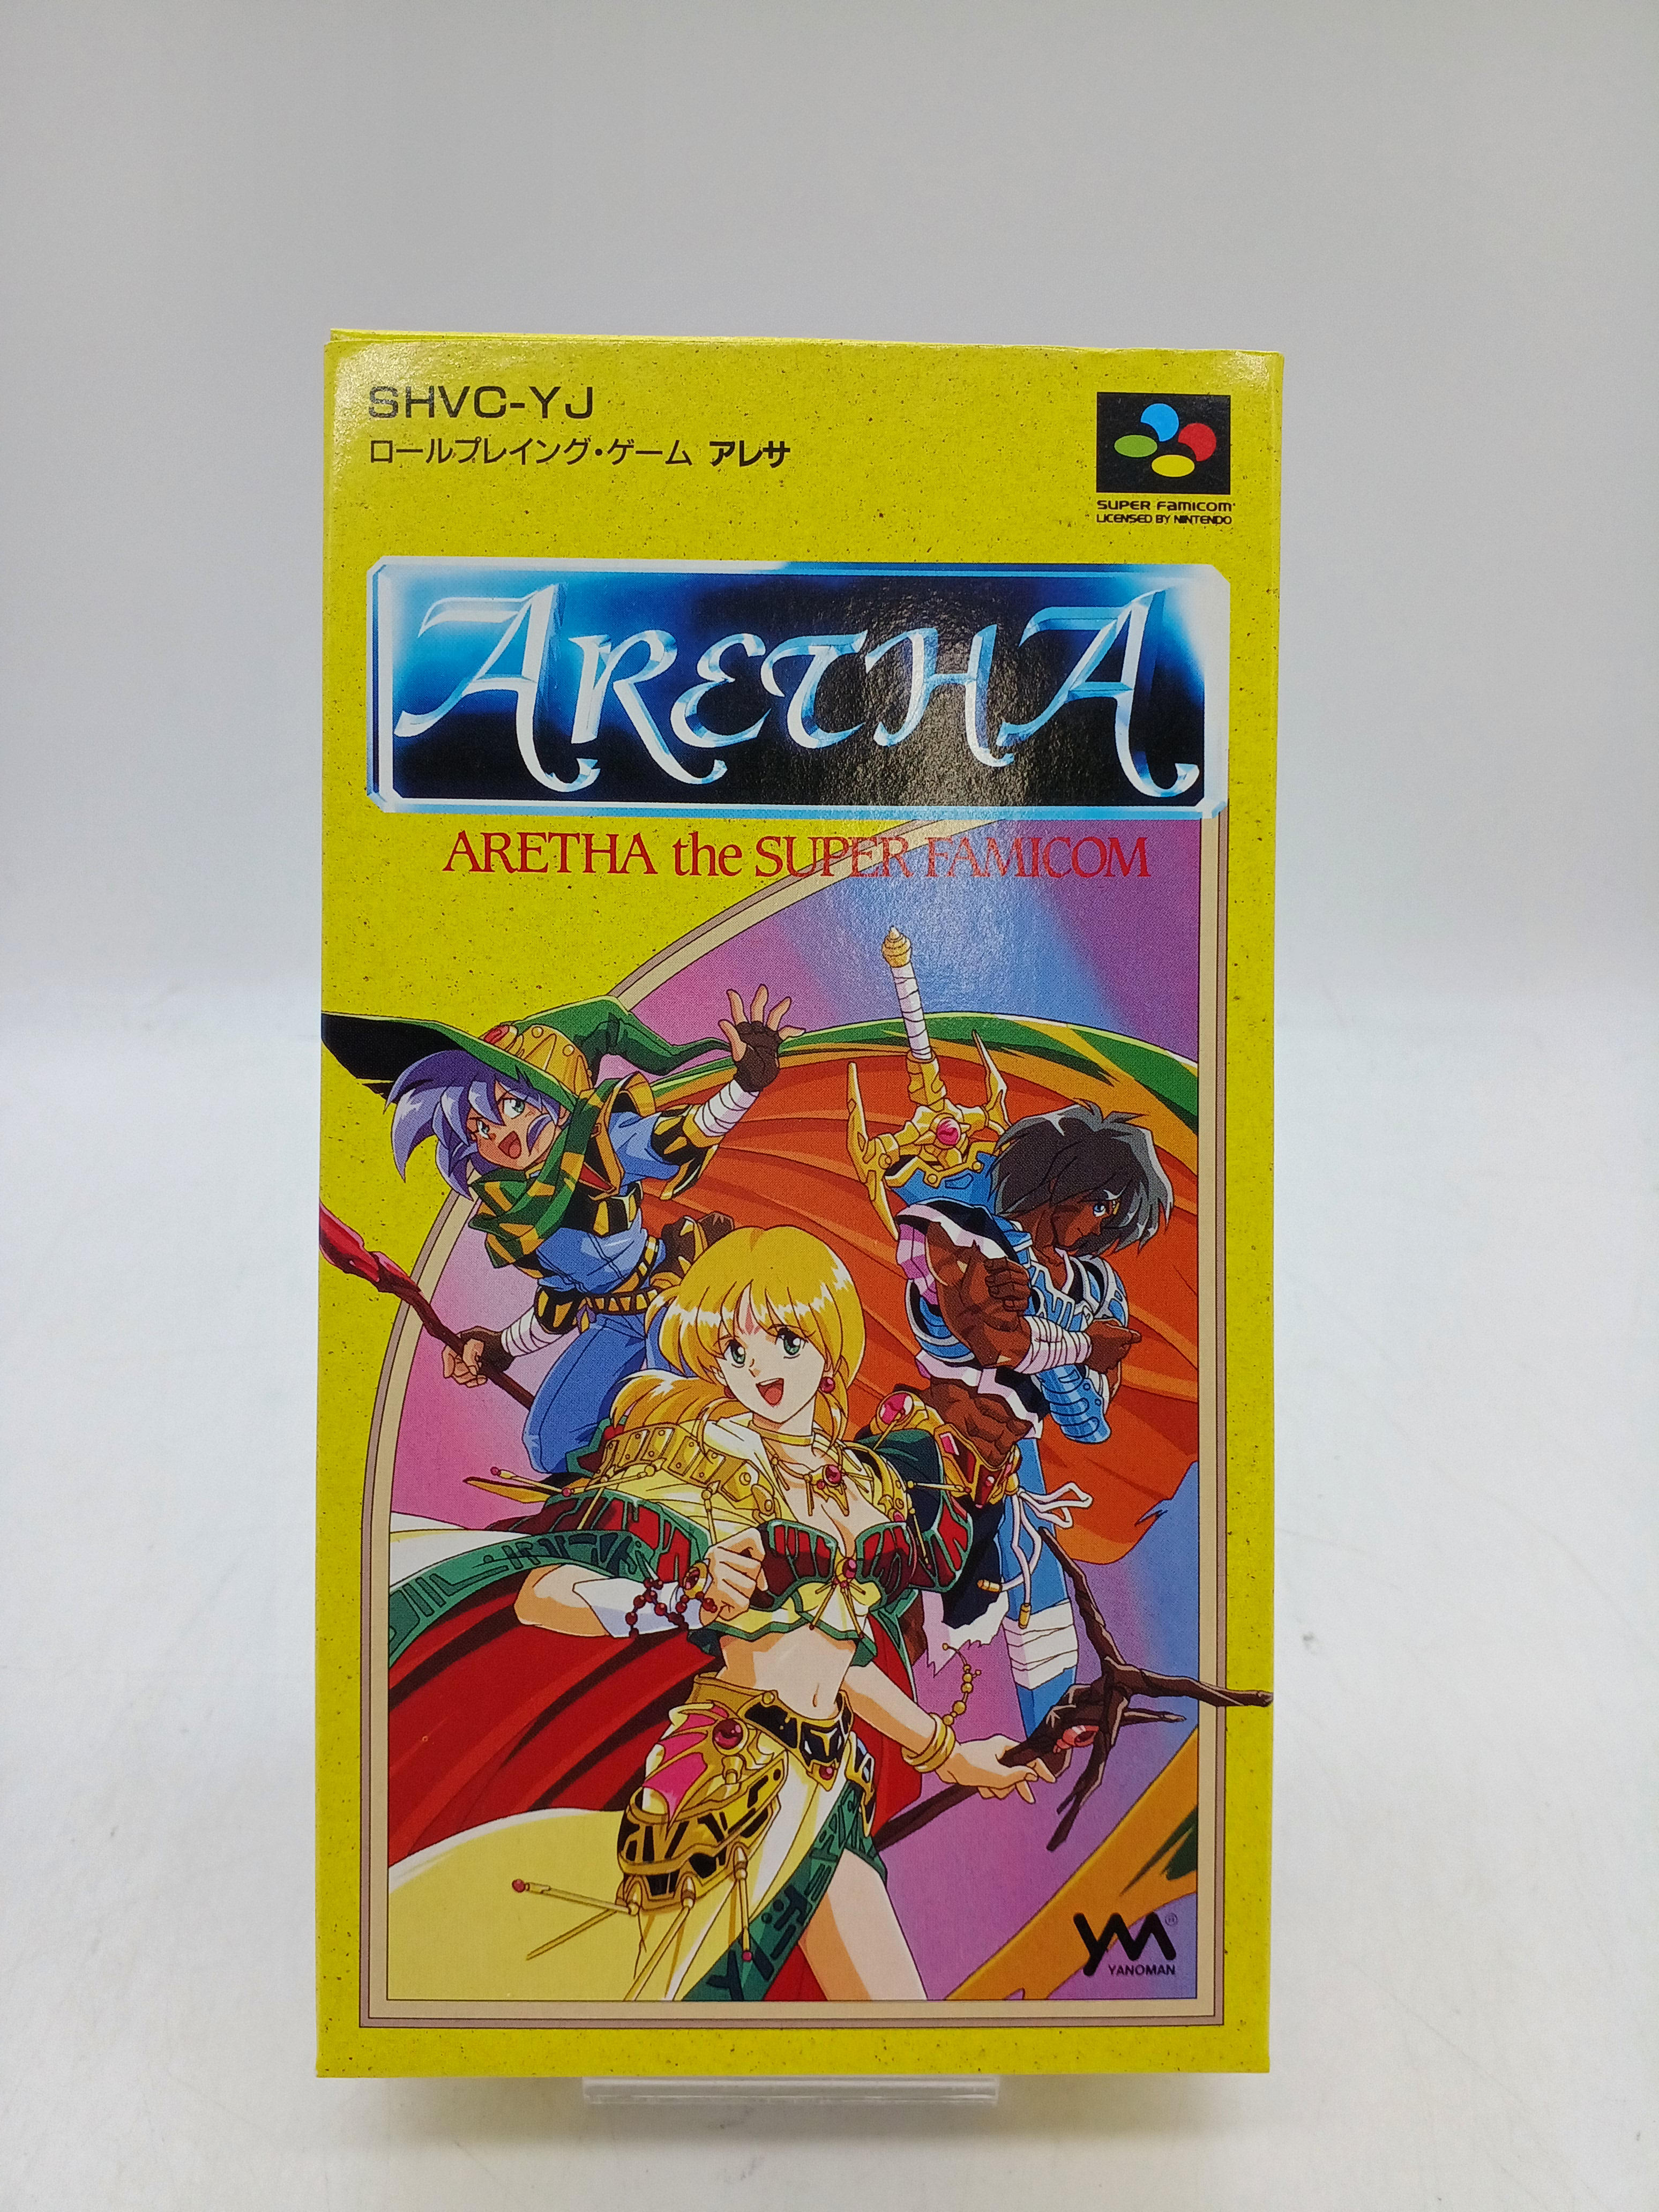 SHVC-YJ
ロールプレイング・ゲーム アレサ
SUPER FAMICOM
LICENSED BY NINTENDO
ARETHA
ARETHA the SUPER FAMICOM
YM®
YANOMAN